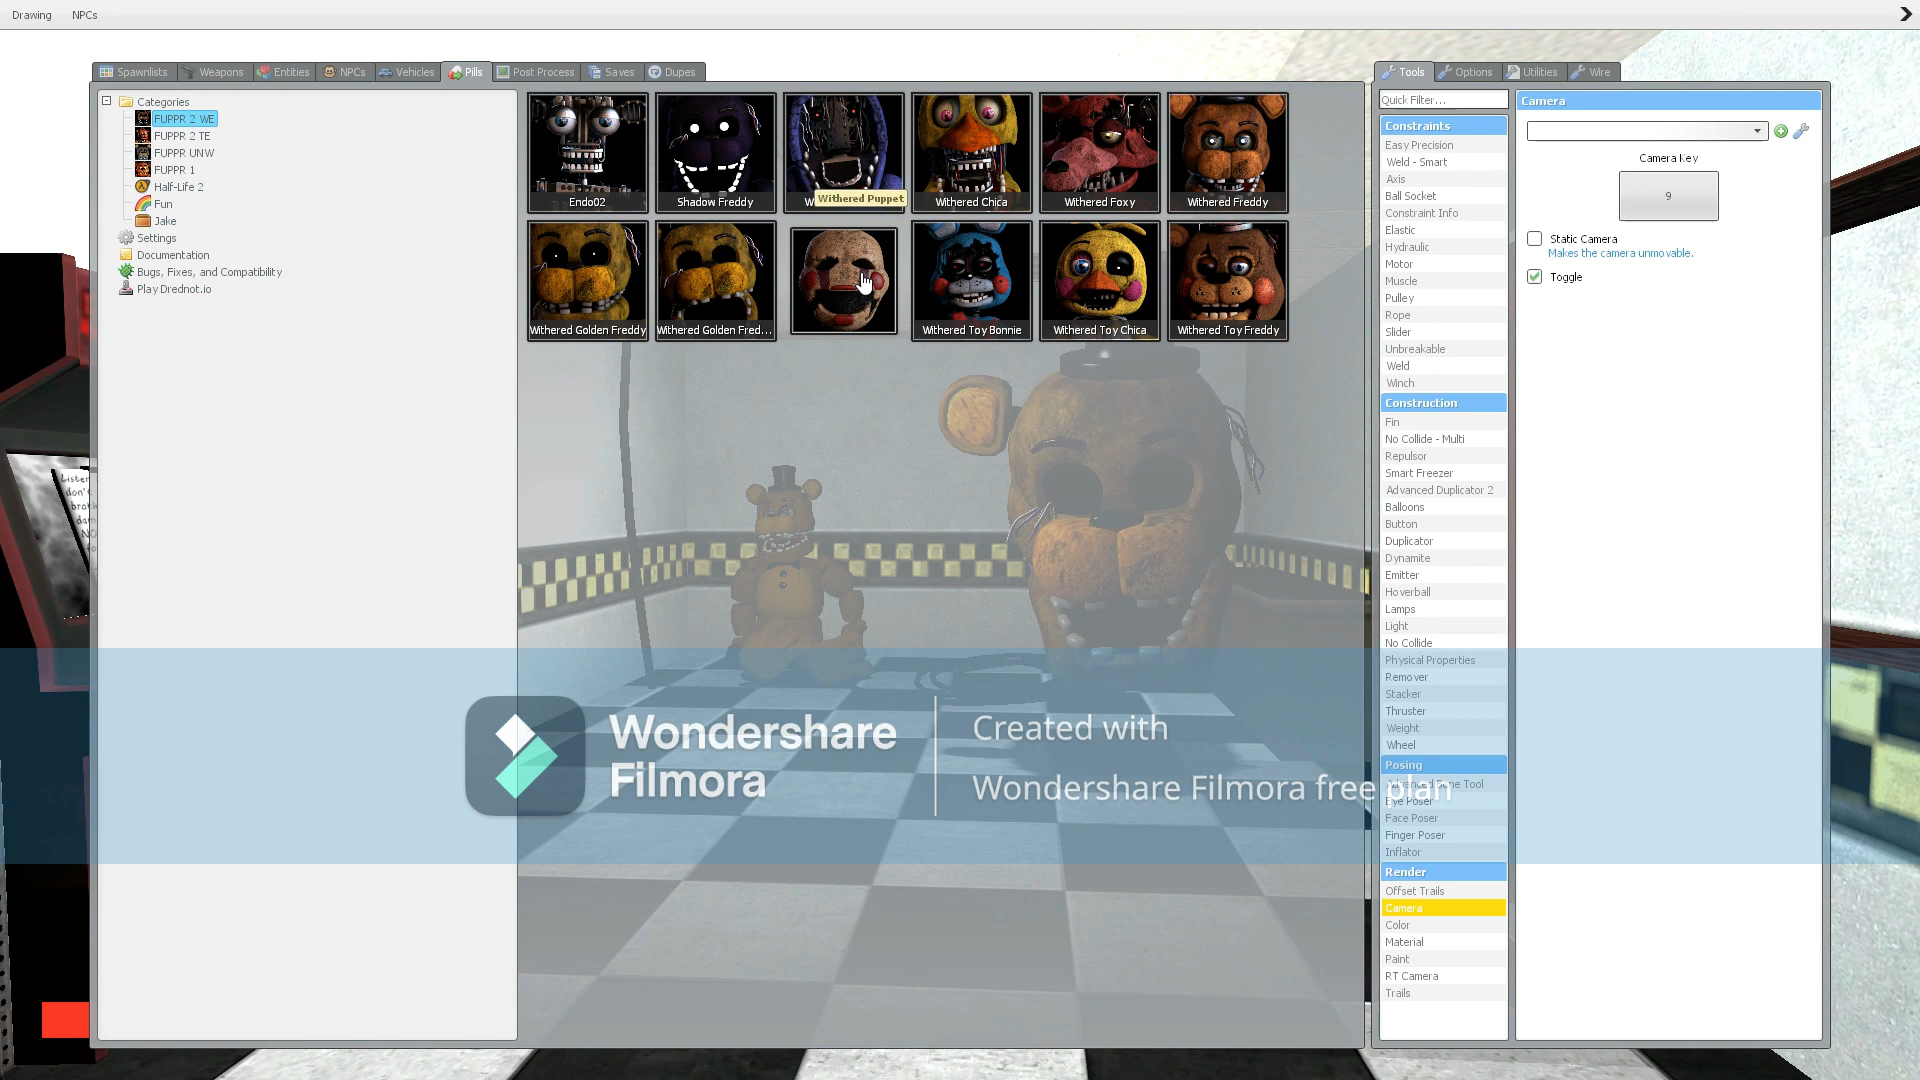 Drawing NPCs
Spawnlists Weapons Entities NPCs Vehicles Pills Post Process Saves Dupes
Categories
FUPPR 2 WE
FUPPR 2 TE
FUPPR UNW
FUPPR 1
Half-Life 2
Fun
Jake
Settings
Documentation
Bugs, Fixes, and Compatibility
Play Drednot.io
Endo02
Shadow Freddy
Withered Puppet
Withered Chica
Withered Foxy
Withered Freddy
Withered Golden Freddy
Withered Golden Fred...
Withered Toy Bonnie
Withered Toy Chica
Withered Toy Freddy
Listen
don't
Wondershare
Filmora
Created with
Wondershare Filmora free plan
Tools Options Utilities Wire
Quick Filter...
Constraints
Easy Precision
Weld - Smart
Axis
Ball Socket
Constraint Info
Elastic
Hydraulic
Motor
Muscle
Pulley
Rope
Slider
Unbreakable
Weld
Winch
Construction
Fin
No Collide - Multi
Repulsor
Smart Freezer
Advanced Duplicator 2
Balloons
Button
Duplicator
Dynamite
Emitter
Hoverball
Lamps
Light
No Collide
Physical Properties
Remover
Stacker
Thruster
Weight
Wheel
Posing
Advanced Bone Tool
Eye Poser
Face Poser
Finger Poser
Inflator
Render
Offset Trails
Camera
Color
Material
Paint
RT Camera
Trails
Camera
Camera Key
9
Static Camera
Makes the camera unmovable.
Toggle